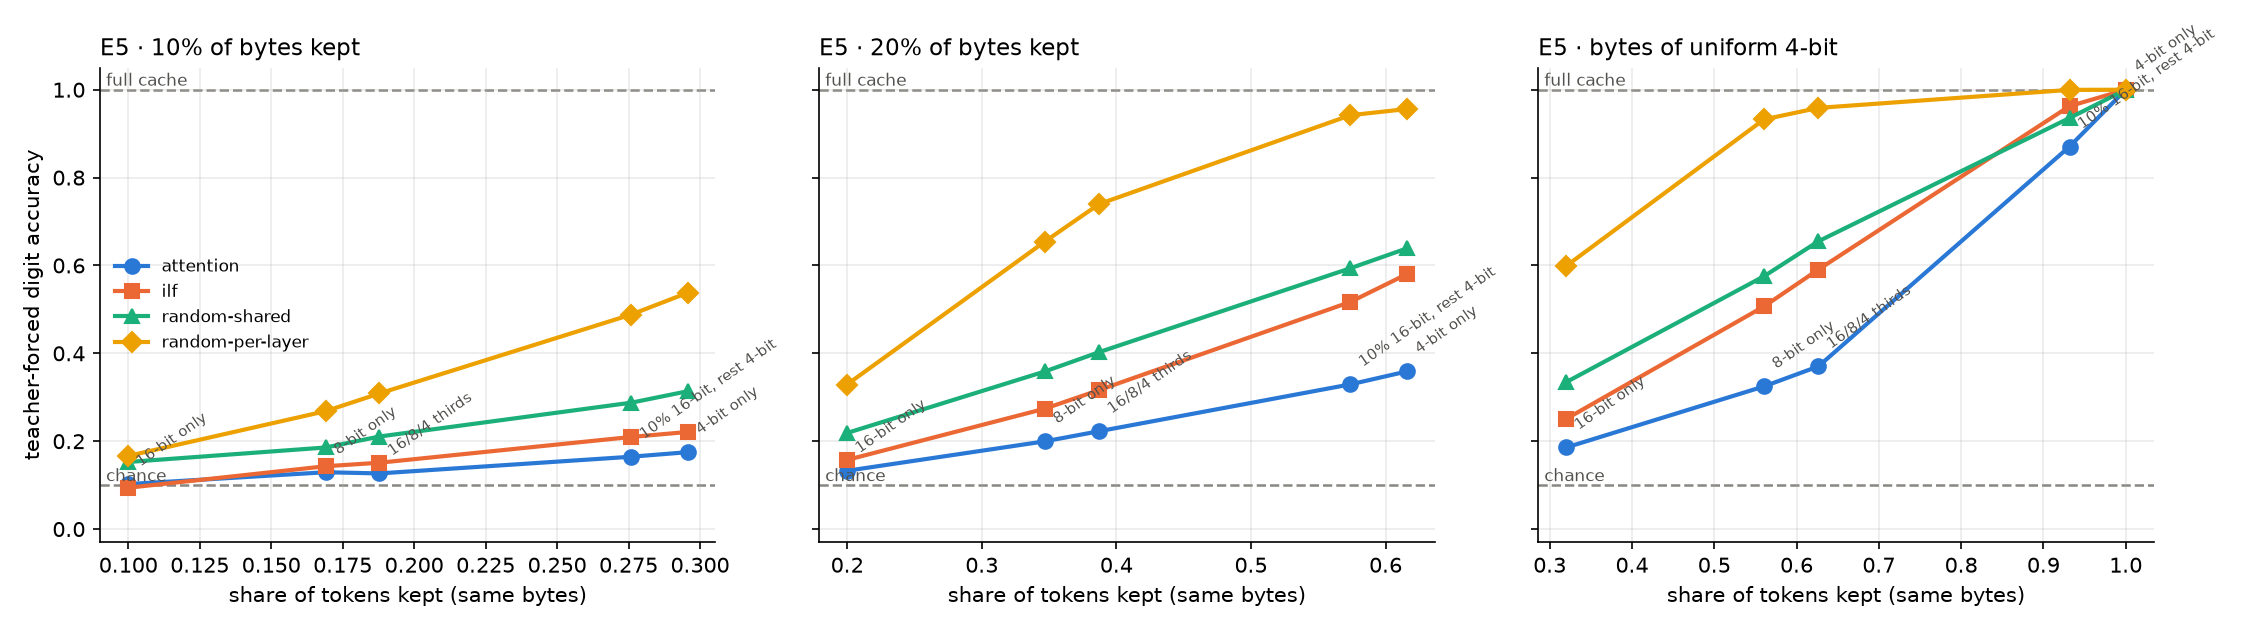 E5 · 10% of bytes kept
full cache
1.0
0.8
0.6
0.4
0.2
0.0
teacher-forced digit accuracy
attention
ilf
random-shared
random-per-layer
16-bit only
8-bit only
16/8/4 thirds
10% 16-bit, rest 4-bit
4-bit only
chance
0.100 0.125 0.150 0.175 0.200 0.225 0.250 0.275 0.300
share of tokens kept (same bytes)
E5 · 20% of bytes kept
full cache
16-bit only
8-bit only
16/8/4 thirds
10% 16-bit, rest 4-bit
4-bit only
chance
0.2 0.3 0.4 0.5 0.6
share of tokens kept (same bytes)
E5 · bytes of uniform 4-bit
full cache
16-bit only
8-bit only
16/8/4 thirds
10% 16-bit, rest 4-bit
4-bit only
chance
0.3 0.4 0.5 0.6 0.7 0.8 0.9 1.0
share of tokens kept (same bytes)